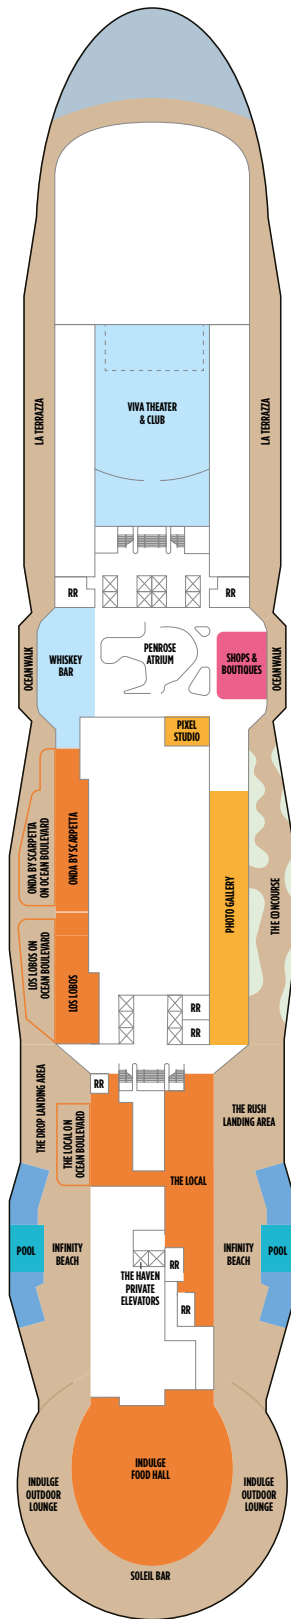 VIVA THEATER
& CLUB
LA TERRAZZA
LA TERRAZZA
RR
RR
OCEANWALK
WHISKEY
BAR
PENROSE
ATRIUM
SHOPS &
BOUTIQUES
OCEANWALK
PIXEL
STUDIO
ONDA BY SCARPETTA
ON OCEAN BOULEVARD
ONDA BY SCARPETTA
PHOTO GALLERY
THE CONCOURSE
LOS LOBOS ON
OCEAN BOULEVARD
LOS LOBOS
RR
RR
THE DROP LANDING AREA
RR
THE LOCAL ON
OCEAN BOULEVARD
THE RUSH
LANDING AREA
THE LOCAL
POOL
INFINITY
BEACH
THE HAVEN
PRIVATE
ELEVATORS
RR
RR
INFINITY
BEACH
POOL
INDULGE
FOOD HALL
INDULGE
OUTDOOR
LOUNGE
INDULGE
OUTDOOR
LOUNGE
SOLEIL BAR